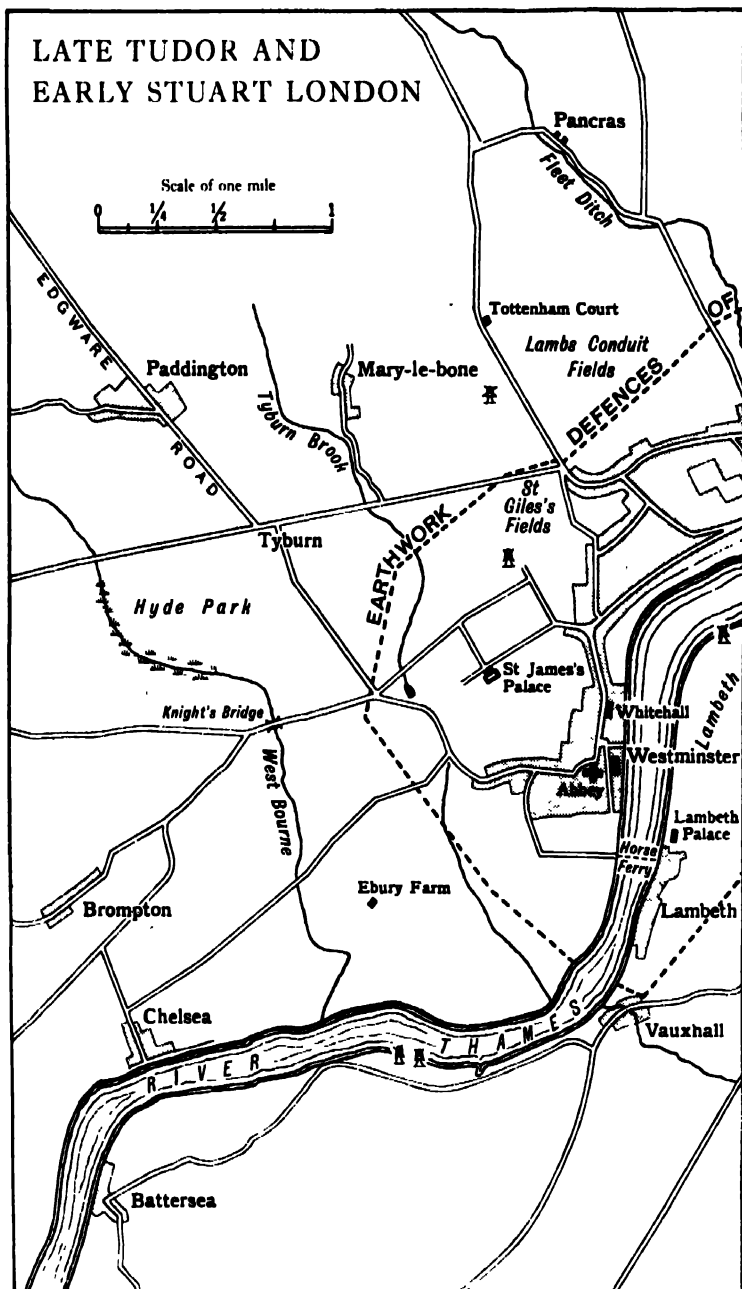 LATE TUDOR AND
EARLY STUART LONDON
Scale of one mile
0 1/4 1/2 1
Pancras
Fleet Ditch
EDGWARE ROAD
Tottenham Court
Lambs Conduit
Fields
Paddington
Mary-le-bone
Tyburn Brook
EARTHWORK DEFENCES OF
St
Giles's
Fields
Tyburn
Hyde Park
St James's
Palace
Knight's Bridge
Whitehall
Lambeth
Westminster
Abbey
West Bourne
Lambeth
Palace
Horse
Ferry
Ebury Farm
Brompton
Lambeth
Chelsea
Vauxhall
RIVER THAMES
Battersea